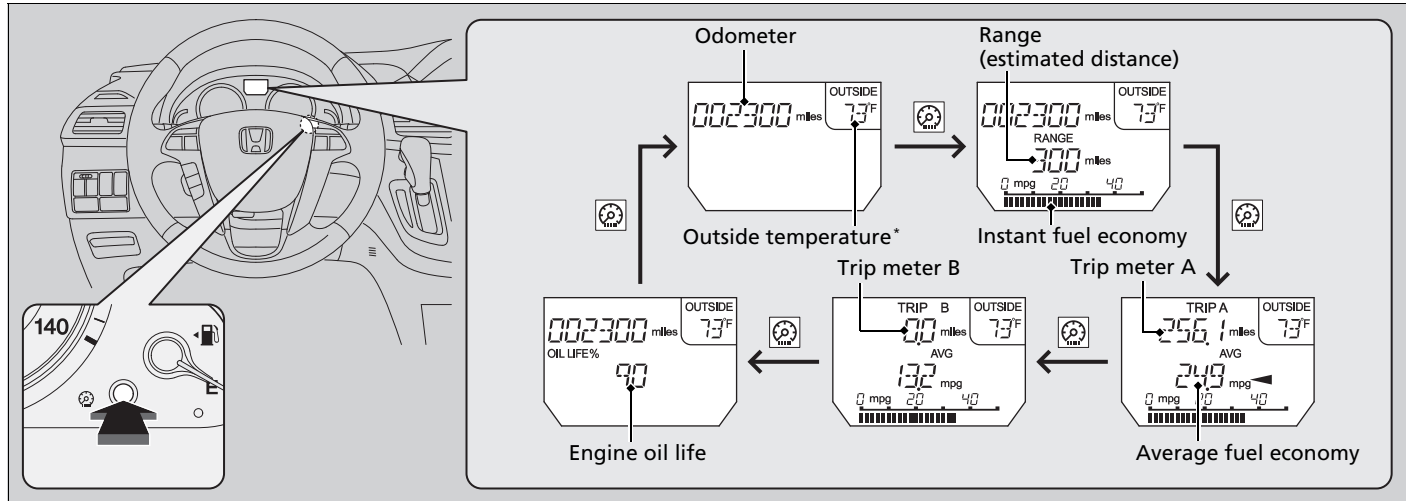 Odometer
Range
(estimated distance)
002300 miles
OUTSIDE
73°F
002300 miles
OUTSIDE
73°F
RANGE
300 miles
0 mpg 20 40
Outside temperature*
Instant fuel economy
Trip meter B
Trip meter A
002300 miles
OUTSIDE
73°F
OIL LIFE%
90
TRIP B
0.0 miles
OUTSIDE
73°F
AVG
13.2 mpg
0 mpg 20 40
TRIP A
256.1 miles
OUTSIDE
73°F
AVG
24.9 mpg
0 mpg 20 40
Engine oil life
Average fuel economy
140
E